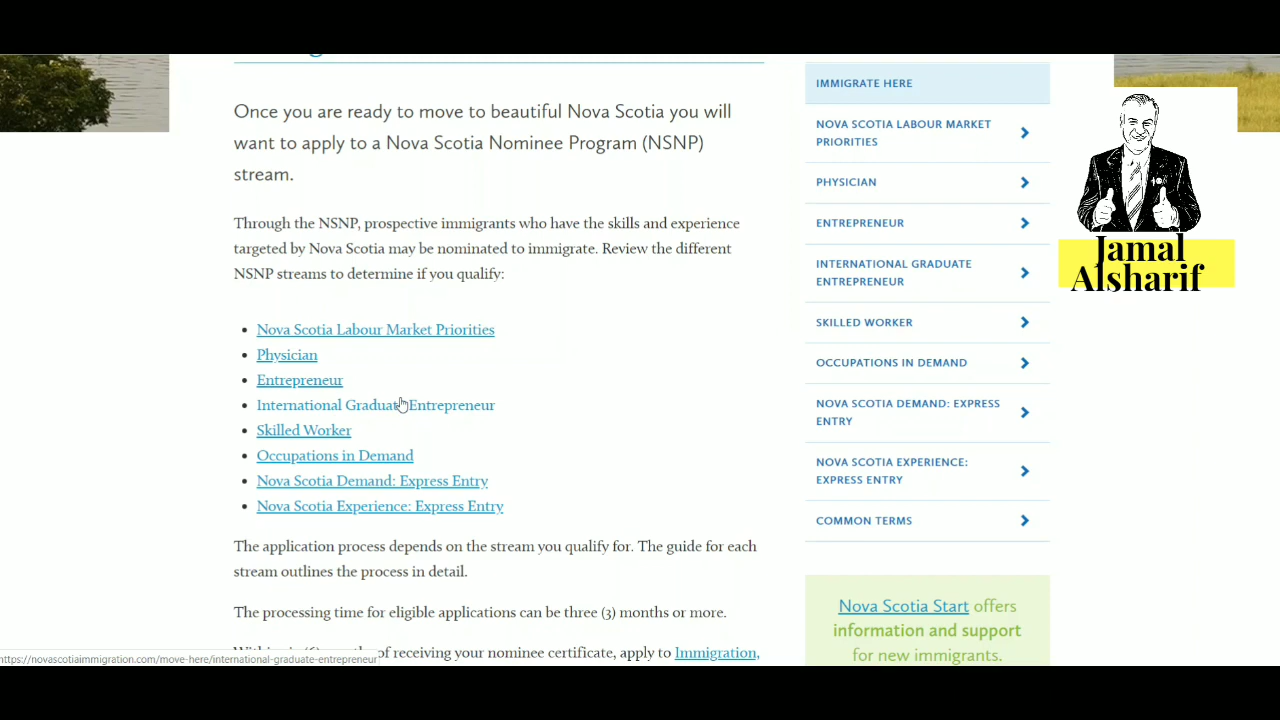 Once you are ready to move to beautiful Nova Scotia you will
want to apply to a Nova Scotia Nominee Program (NSNP)
stream.
Through the NSNP, prospective immigrants who have the skills and experience
targeted by Nova Scotia may be nominated to immigrate. Review the different
NSNP streams to determine if you qualify:
Nova Scotia Labour Market Priorities
Physician
Entrepreneur
International Graduate Entrepreneur
Skilled Worker
Occupations in Demand
Nova Scotia Demand: Express Entry
Nova Scotia Experience: Express Entry
The application process depends on the stream you qualify for. The guide for each
stream outlines the process in detail.
The processing time for eligible applications can be three (3) months or more.
of receiving your nominee certificate, apply to Immigration,
https://novascotiaimmigration.com/move-here/international-graduate-entrepreneur
IMMIGRATE HERE
NOVA SCOTIA LABOUR MARKET
PRIORITIES
PHYSICIAN
ENTREPRENEUR
INTERNATIONAL GRADUATE
ENTREPRENEUR
SKILLED WORKER
OCCUPATIONS IN DEMAND
NOVA SCOTIA DEMAND: EXPRESS
ENTRY
NOVA SCOTIA EXPERIENCE:
EXPRESS ENTRY
COMMON TERMS
Nova Scotia Start offers
information and support
for new immigrants.
Jamal
Alsharif